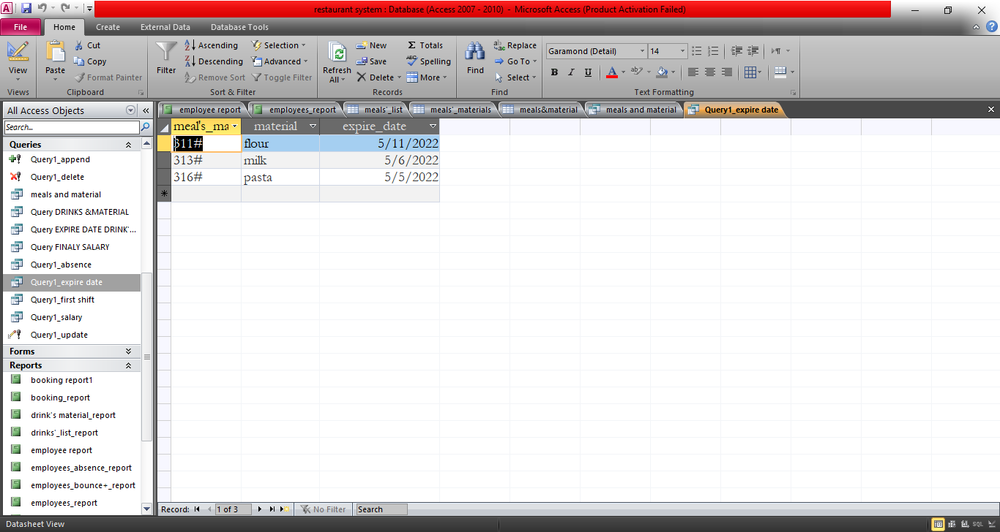 restaurant system : Database (Access 2007 - 2010) - Microsoft Access (Product Activation Failed)
File Home Create External Data Database Tools
View
Views
Paste
Cut
Copy
Format Painter
Clipboard
Filter
Ascending
Descending
Remove Sort
Selection
Advanced
Toggle Filter
Sort & Filter
Refresh All
New
Save
Delete
Totals
Spelling
More
Records
Find
Replace
Go To
Select
Find
Garamond (Detail) 14
B I U
Text Formatting
All Access Objects
Search...
Queries
Query1_append
Query1_delete
meals and material
Query DRINKS &MATERIAL
Query EXPIRE DATE DRINK'...
Query FINALY SALARY
Query1_absence
Query1_expire date
Query1_first shift
Query1_salary
Query1_update
Forms
Reports
booking report1
booking_report
drink's material_report
drinks'_list_report
employee report
employees_absence_report
employees_bounce+_report
employees_report
employee report employees_report meals'_list meals'_materials meals&material meals and material Query1_expire date
meal's_ma material expire_date
311# flour 5/11/2022
313# milk 5/6/2022
316# pasta 5/5/2022
Record: 1 of 3 No Filter Search
Datasheet View
SQL